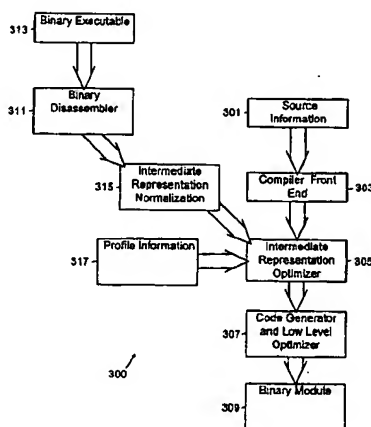 313
Binary Executable
311
Binary
Disassembler
301
Source
Information
315
Intermediate
Representation
Normalization
Compiler Front
End
303
317
Profile Information
Intermediate
Representation
Optimizer
305
307
Code Generator
and Low Level
Optimizer
300
309
Binary Module